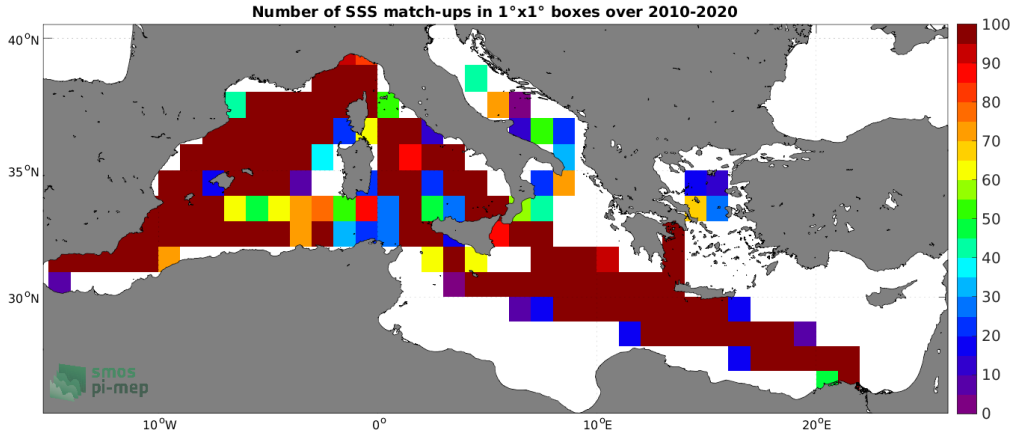 Number of SSS match-ups in 1°x1° boxes over 2010-2020
40°N
35°N
30°N
10°W
0°
10°E
20°E
100
90
80
70
60
50
40
30
20
10
0
smos
pi-mep